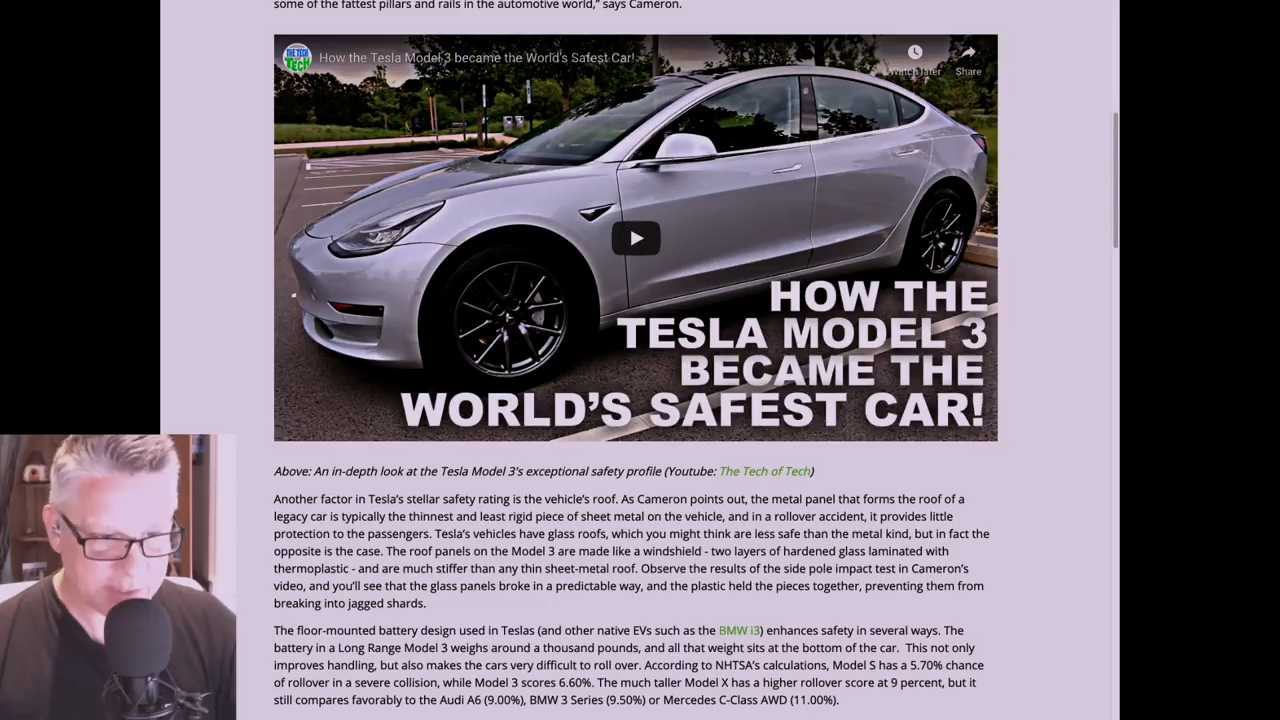 some of the fattest pillars and rails in the automotive world,” says Cameron.
THE TECH
TECH
How the Tesla Model 3 became the World's Safest Car!
Watch later
Share
HOW THE
TESLA MODEL 3
BECAME THE
WORLD’S SAFEST CAR!
Above: An in-depth look at the Tesla Model 3's exceptional safety profile (Youtube: The Tech of Tech)
Another factor in Tesla’s stellar safety rating is the vehicle’s roof. As Cameron points out, the metal panel that forms the roof of a
legacy car is typically the thinnest and least rigid piece of sheet metal on the vehicle, and in a rollover accident, it provides little
protection to the passengers. Tesla’s vehicles have glass roofs, which you might think are less safe than the metal kind, but in fact the
opposite is the case. The roof panels on the Model 3 are made like a windshield - two layers of hardened glass laminated with
thermoplastic - and are much stiffer than any thin sheet-metal roof. Observe the results of the side pole impact test in Cameron’s
video, and you’ll see that the glass panels broke in a predictable way, and the plastic held the pieces together, preventing them from
breaking into jagged shards.
The floor-mounted battery design used in Teslas (and other native EVs such as the BMW i3) enhances safety in several ways. The
battery in a Long Range Model 3 weighs around a thousand pounds, and all that weight sits at the bottom of the car. This not only
improves handling, but also makes the cars very difficult to roll over. According to NHTSA’s calculations, Model S has a 5.70% chance
of rollover in a severe collision, while Model 3 scores 6.60%. The much taller Model X has a higher rollover score at 9 percent, but it
still compares favorably to the Audi A6 (9.00%), BMW 3 Series (9.50%) or Mercedes C-Class AWD (11.00%).